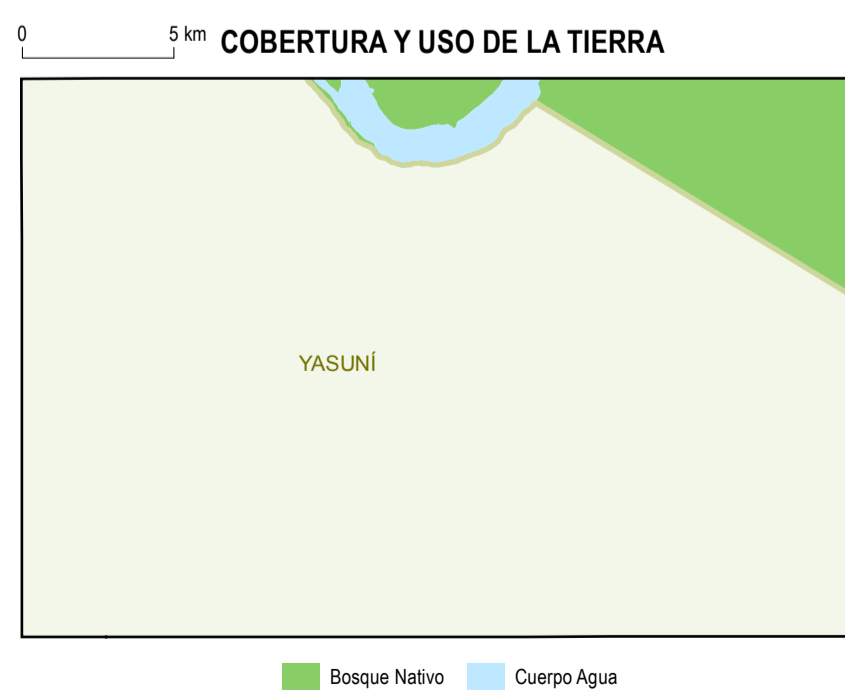 0 5 km
COBERTURA Y USO DE LA TIERRA
YASUNÍ
Bosque Nativo
Cuerpo Agua